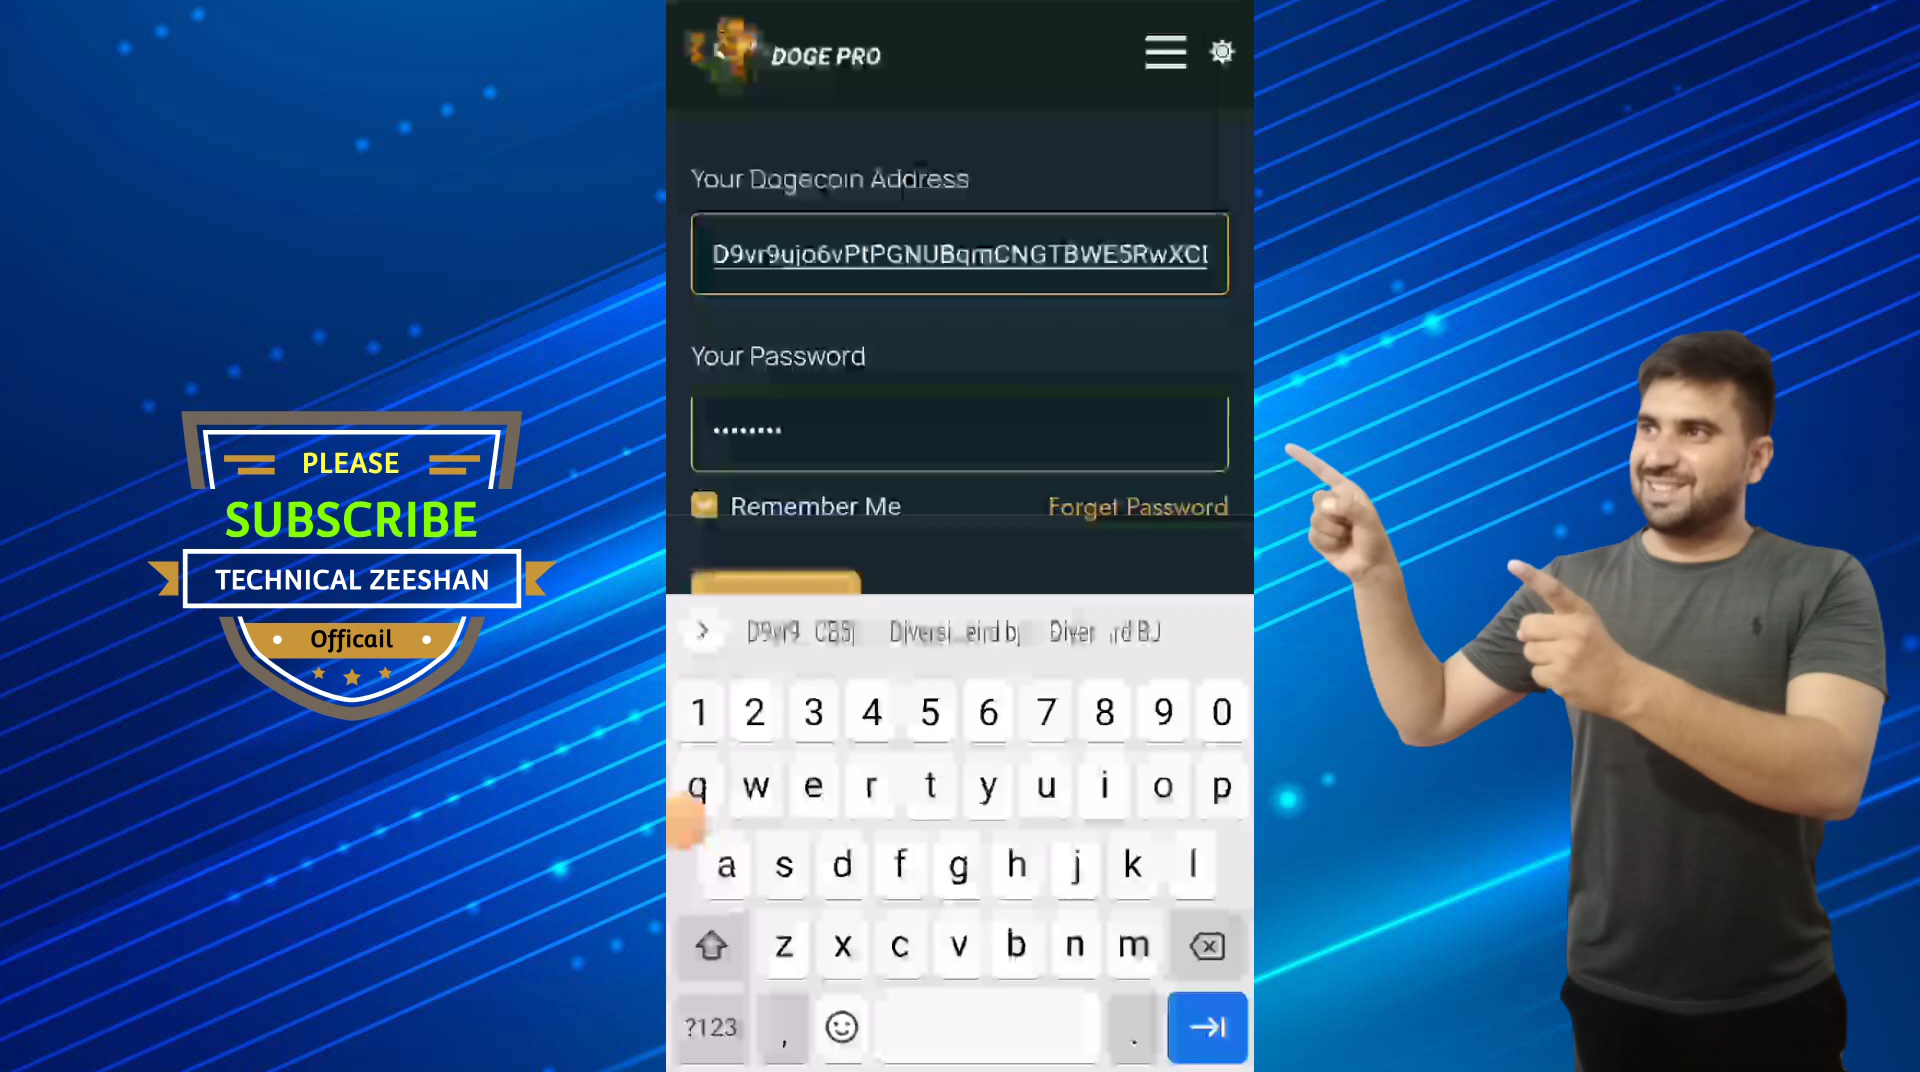 PLEASE
SUBSCRIBE
TECHNICAL ZEESHAN
Officail
DOGE PRO
Your Dogecoin Address
D9vr9ujo6vPtPGNUBqmCNGTBWE5RwXCI
Your Password
••••••••
Remember Me
Forget Password
1 2 3 4 5 6 7 8 9 0
q w e r t y u i o p
a s d f g h j k l
z x c v b n m
?123 , .